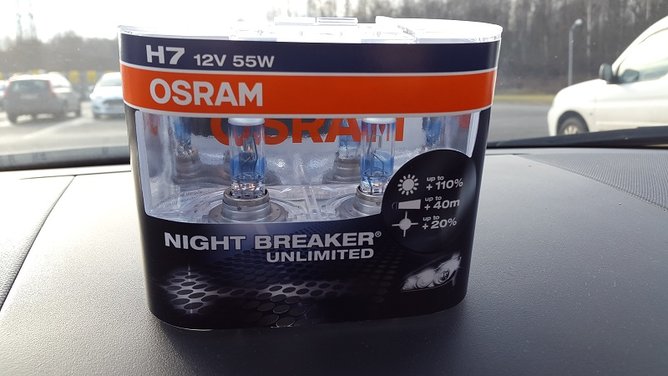 H7 12V 55W
OSRAM
OSRAM
up to
+ 110%
up to
+ 40m
up to
+ 20%
NIGHT BREAKER®
UNLIMITED